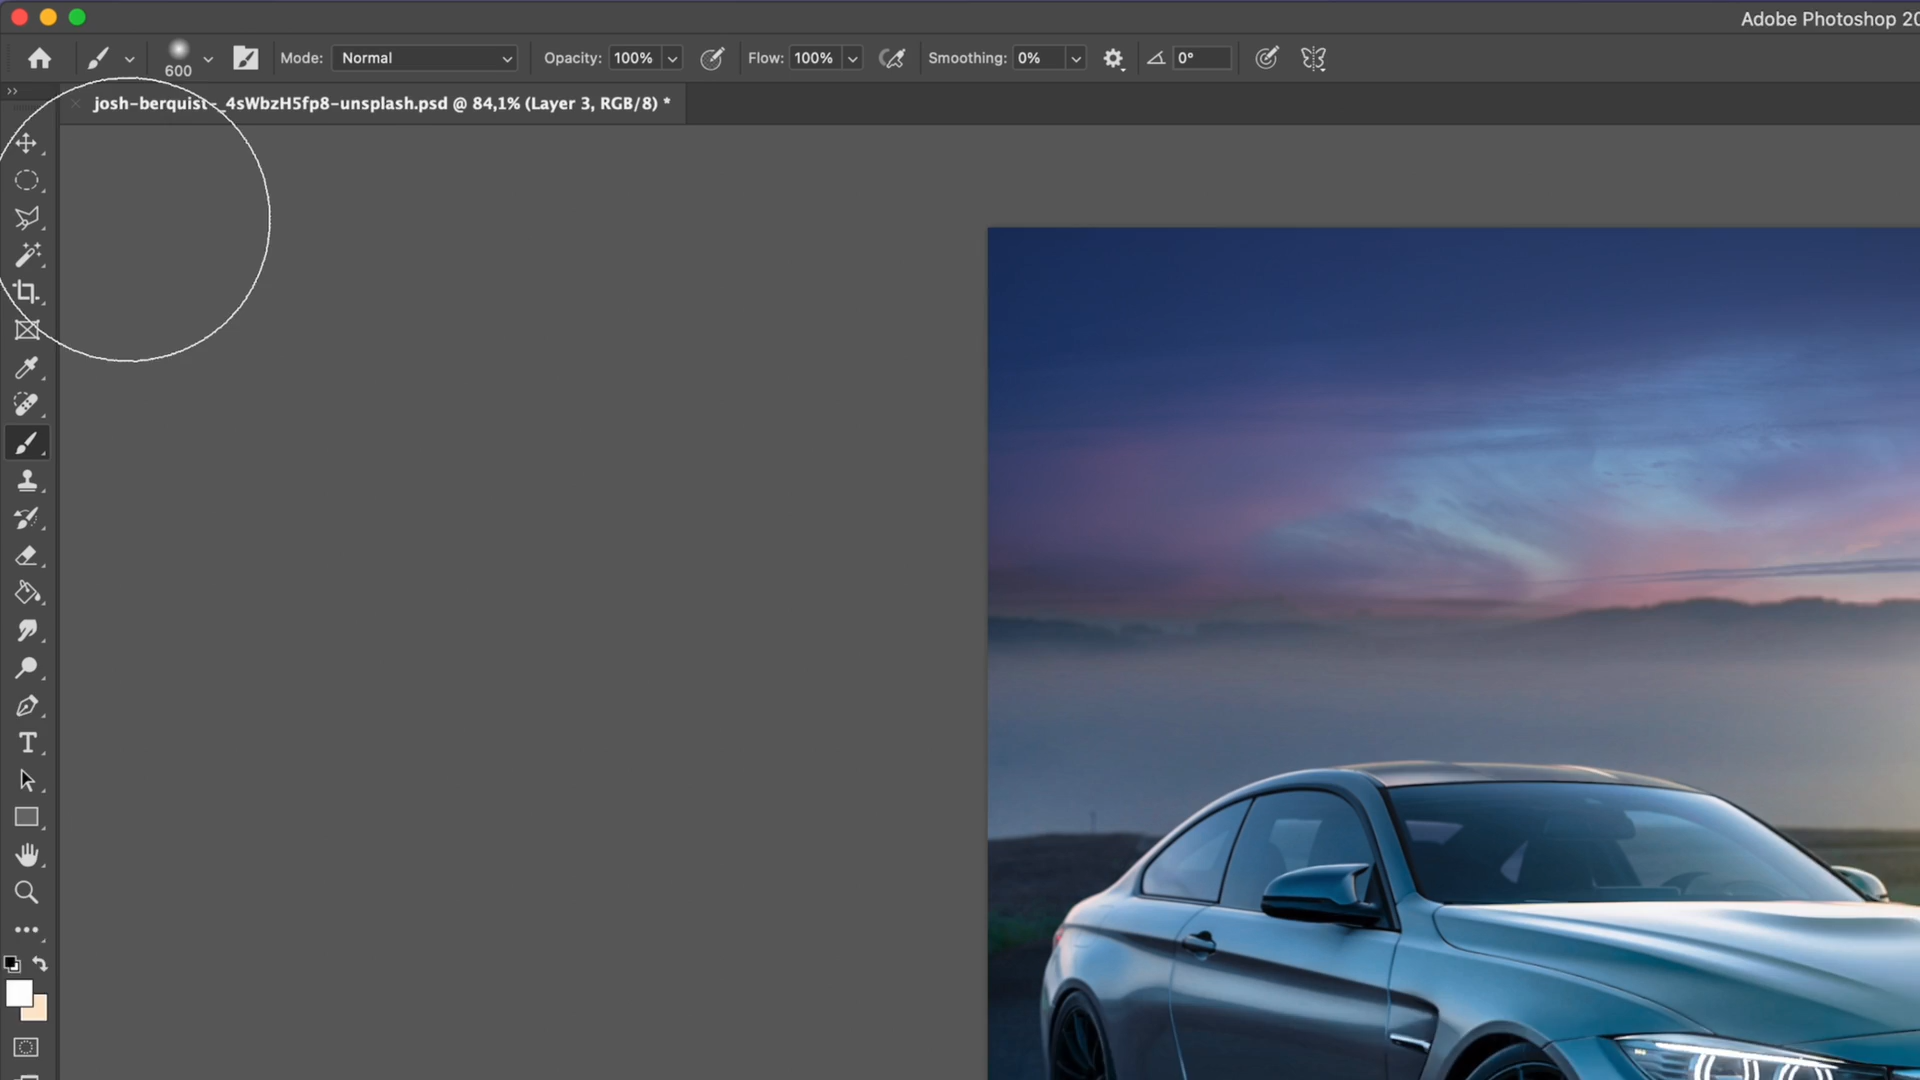 Adobe Photoshop 20
600
Mode: Normal Opacity: 100% Flow: 100% Smoothing: 0% 0°
josh-berquist-_4sWbzH5fp8-unsplash.psd @ 84,1% (Layer 3, RGB/8) *